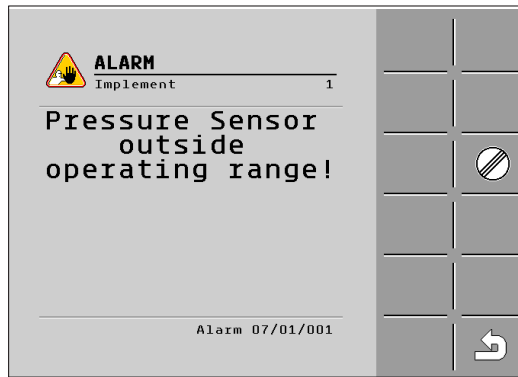 ALARM
Implement 1
Pressure Sensor
outside
operating range!
Alarm 07/01/001